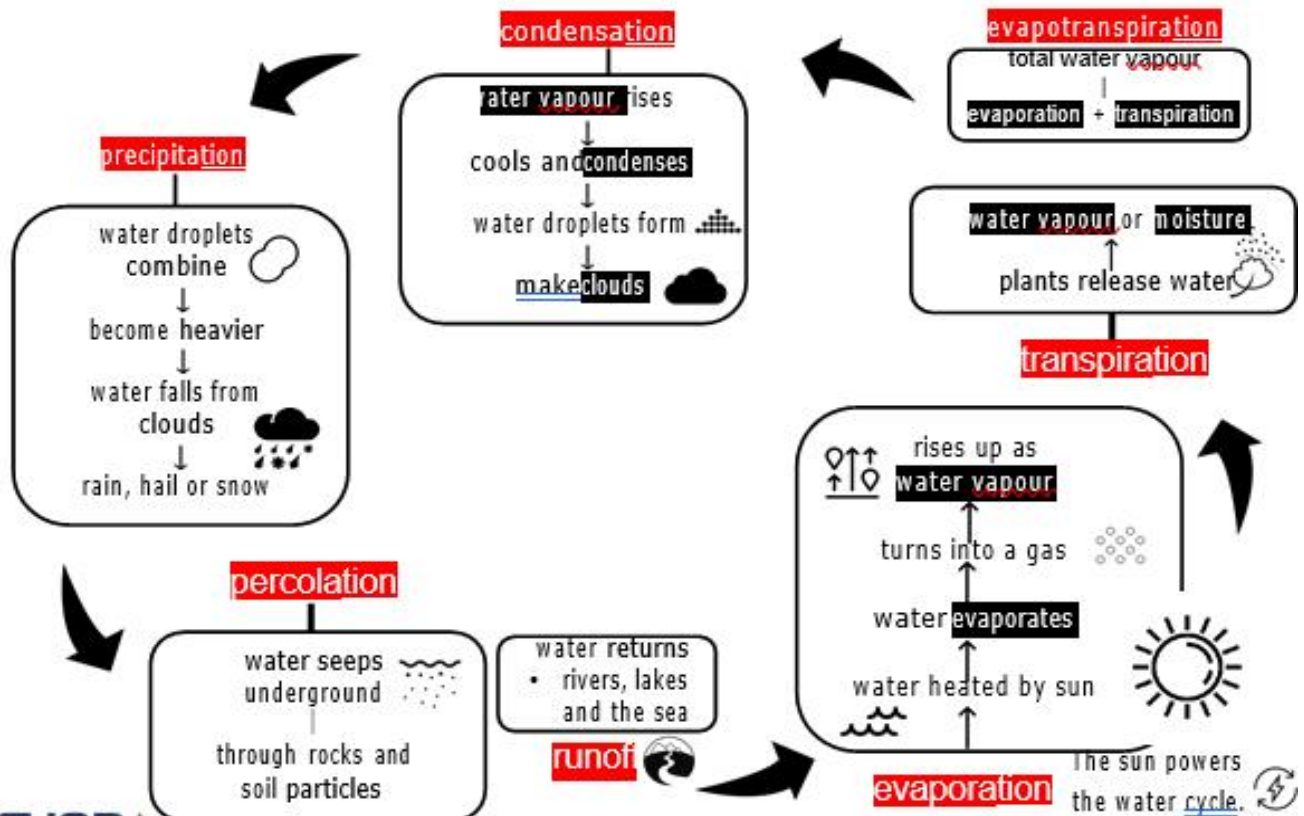 condensation
water vapour rises
cools and condenses
water droplets form
make clouds
evapotranspiration
total water vapour
evaporation + transpiration
precipitation
water droplets
combine
become heavier
water falls from
clouds
rain, hail or snow
water vapour or moisture
plants release water
transpiration
rises up as
water vapour
turns into a gas
water evaporates
water heated by sun
evaporation
The sun powers
the water cycle.
percolation
water seeps
underground
through rocks and
soil particles
water returns
• rivers, lakes
and the sea
runoff